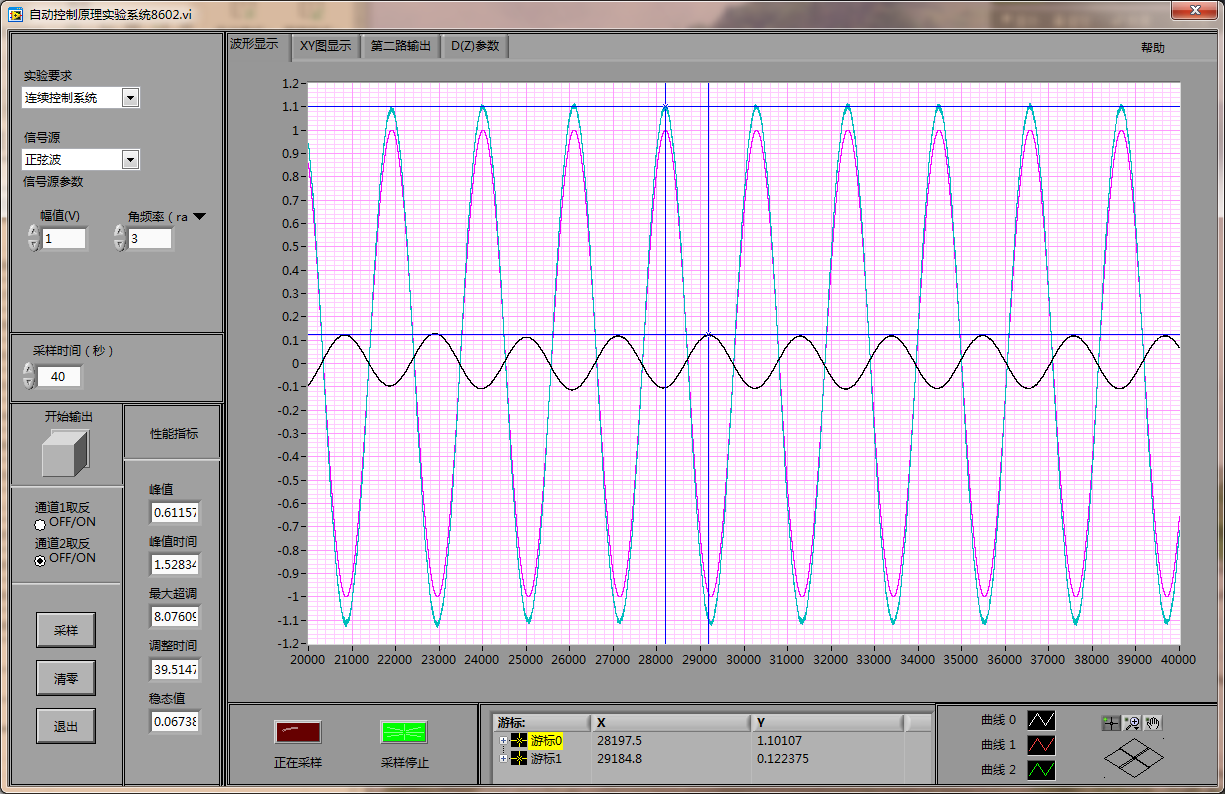 自动控制原理实验系统8602.vi
波形显示 XY图显示 第二路输出 D(Z)参数 帮助
实验要求
连续控制系统
信号源
正弦波
信号源参数
幅值(V) 角频率 ( ra
1 3
采样时间 ( 秒 )
40
开始输出
性能指标
通道1取反
OFF/ON
通道2取反
OFF/ON
采样
清零
退出
峰值
0.61157
峰值时间
1.52834
最大超调
8.07609
调整时间
39.5147
稳态值
0.06738
1.2
1.1
1
0.9
0.8
0.7
0.6
0.5
0.4
0.3
0.2
0.1
0
-0.1
-0.2
-0.3
-0.4
-0.5
-0.6
-0.7
-0.8
-0.9
-1
-1.1
-1.2
20000 21000 22000 23000 24000 25000 26000 27000 28000 29000 30000 31000 32000 33000 34000 35000 36000 37000 38000 39000 40000
正在采样 采样停止
游标: X Y
游标0 28197.5 1.10107
游标1 29184.8 0.122375
曲线 0
曲线 1
曲线 2